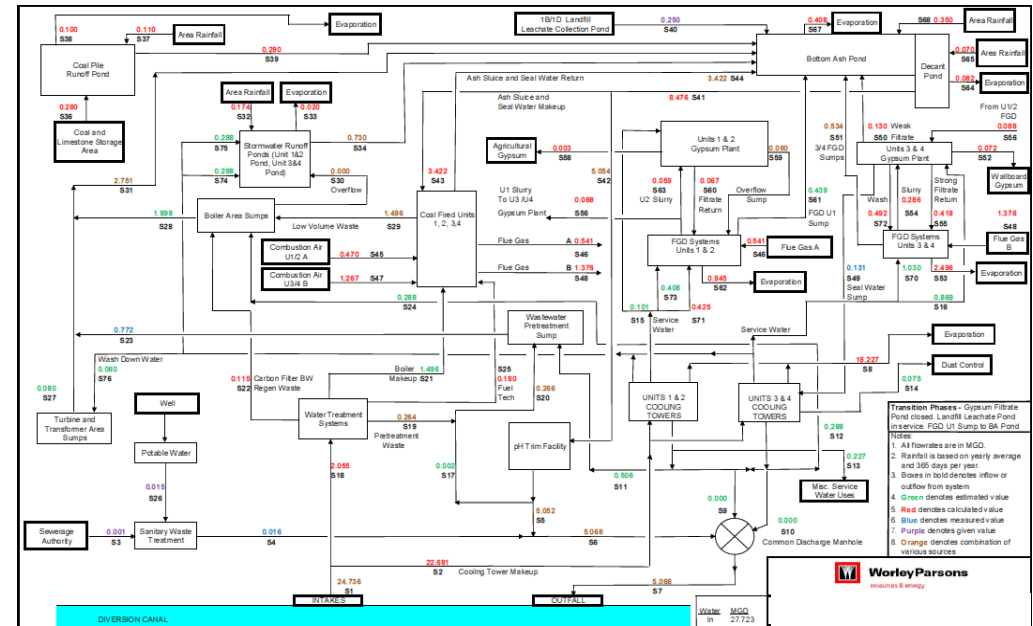 0.100
S38
Evaporation
0.110
S37
Area Rainfall
Coal Pile
Runoff Pond
0.290
S39
0.280
S36
Coal and
Limestone Storage
Area
1B/1D Landfill
Leachate Collection Pond
0.250
S40
0.408
S67
Evaporation
S68 0.350
Area Rainfall
Bottom Ash Pond
Decant
Pond
0.070
S65
Area Rainfall
0.082
S64
Evaporation
Ash Sluice and Seal Water Return
3.422 S44
Ash Sluice and
Seal Water Makeup
8.476 S41
Area Rainfall
0.174
S32
Evaporation
0.020
S33
0.288
S75
0.288
S74
Stormwater Runoff
Ponds (Unit 1&2
Pond, Unit 3&4
Pond)
0.730
S34
0.000
S30
Overflow
2.751
S31
1.899
S28
Boiler Area Sumps
1.496
S29
Low Volume Waste
3.422
S43
Coal Fired Units
1, 2, 3,4
Agricultural
Gypsum
0.003
S58
5.054
S42
Units 1 & 2
Gypsum Plant
0.090
S59
0.534
S51
3/4 FGD
Sumps
0.130
S50
Weak
Filtrate
From U1/2
FGD
0.088
S56
Units 3 & 4
Gypsum Plant
0.072
S52
Wallboard
Gypsum
U1 Slurry
To U3 /U4
Gypsum Plant
0.088
S56
0.059
S63
U2 Slurry
0.067
S60
Filtrate
Return
Overflow
Sump
0.439
S61
FGD U1
Sump
Wash
0.492
S72
Slurry
0.286
S54
Strong
Filtrate
Return
0.418
S55
1.376
S48
Flue Gas
B
FGD Systems
Units 1 & 2
0.541
S46
Flue Gas A
0.945
S62
Evaporation
FGD Systems
Units 3 & 4
1.030
S70
2.496
S53
Evaporation
0.131
S49
Seal Water
Sump
0.869
S16
Combustion Air
U1/2 A
0.470 S45
Combustion Air
U3/4 B
1.267 S47
Flue Gas A 0.541
S46
Flue Gas B 1.376
S48
0.288
S24
0.408
S73
0.101
S15
Service
Water
0.425
S71
Service Water
0.772
S23
Wastewater
Pretreatment
Sump
Evaporation
18.227
S8
Dust Control
0.075
S14
Wash Down Water
0.080
S76
0.080
S27
Turbine and
Transformer Area
Sumps
0.115
S22
Carbon Filter BW
Regen Waste
Boiler
Makeup
1.496
S21
S25
0.180
Fuel
Tech
0.266
S20
UNITS 1 & 2
COOLING
TOWERS
UNITS 3 & 4
COOLING
TOWERS
0.288
S12
0.227
S13
Misc. Service
Water Uses
Well
Potable Water
0.015
S26
Water Treatment
Systems
0.264
S19
Pretreatment
Waste
2.055
S18
0.002
S17
pH Trim Facility
0.506
S11
5.052
S5
0.000
S9
0.000
S10
Common Discharge Manhole
Sewerage
Authority
0.001
S3
Sanitary Waste
Treatment
0.016
S4
5.068
S6
22.681
S2
Cooling Tower Makeup
24.736
S1
INTAKES
5.068
S7
OUTFALL
DIVERSION CANAL
Water
In
MGD
27.723
Transition Phases - Gypsum Filtrate
Pond closed. Landfill Leachate Pond
in service. FGD U1 Sump to BA Pond
Notes:
1. All flowrates are in MGD.
2. Rainfall is based on yearly average
and 365 days per year.
3. Boxes in bold denotes inflow or
outflow from system
4. Green denotes estimated value
5. Red denotes calculated value
6. Blue denotes measured value
7. Purple denotes given value
8. Orange denotes combination of
various sources
WorleyParsons
resources & energy